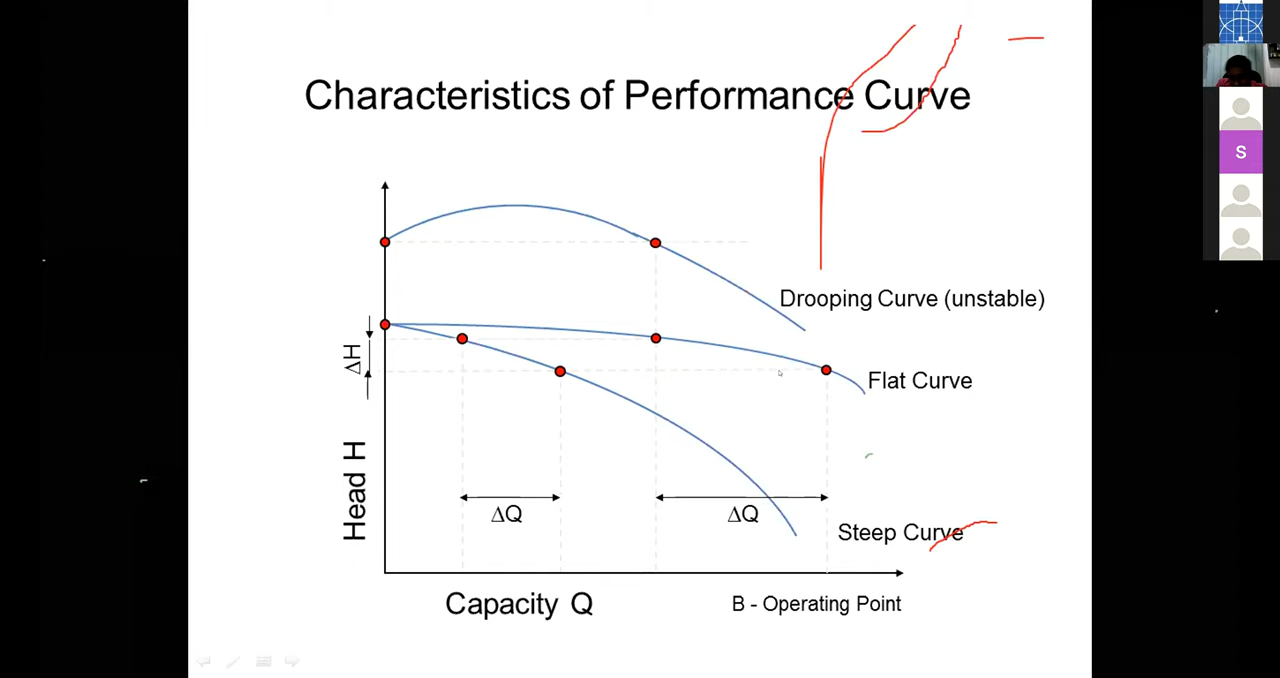 Characteristics of Performance Curve
S
Drooping Curve (unstable)
ΔH
Flat Curve
Head H
ΔQ
ΔQ
Steep Curve
Capacity Q
B - Operating Point